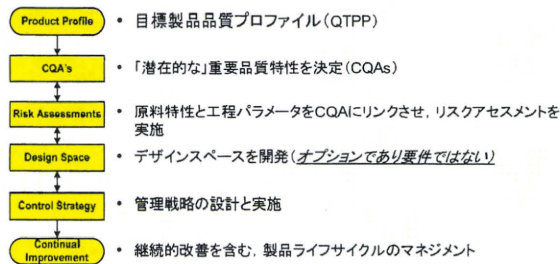 Product Profile
• 目標製品品質プロファイル(QTPP)
CQA's
• 「潜在的な」重要品質特性を決定(CQAs)
Risk Assessments
• 原料特性と工程パラメータをCQAにリンクさせ，リスクアセスメントを
実施
Design Space
• デザインスペースを開発(オプションであり要件ではない)
Control Strategy
• 管理戦略の設計と実施
Continual
Improvement
• 継続的改善を含む，製品ライフサイクルのマネジメント